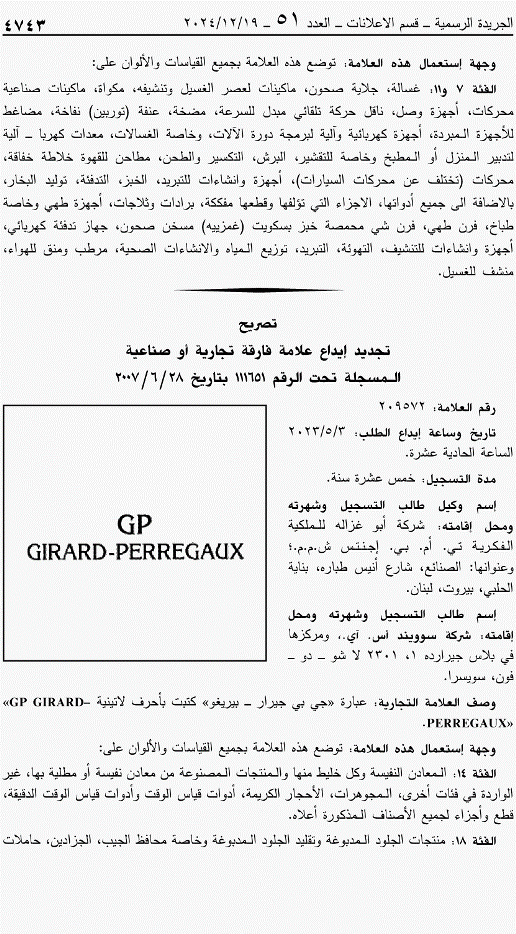 الجريدة الرسمية ـ قسم الاعلانات ـ العدد ٥١ ـ ٢٠٢٤/١٢/١٩
٤٧٤٣
وجهة إستعمال هذه العلامة: توضع هذه العلامة بجميع القياسات والألوان على:
الفئة ٧ و١١: غسالة، جلاية صحون، ماكينات لعصر الغسيل وتنشيفه، مكواة، ماكينات صناعية
محركات، أجهزة وصل، ناقل حركة تلقائي مبدل للسرعة، مضخة، عنفة (توربين) نفاخة، مضاغط
للأجهزة المبردة، أجهزة كهربائية وآلية لبرمجة دورة الآلات، وخاصة الغسالات، معدات كهربا ـ آلية
لتدبير المنزل أو المطبخ وخاصة للتقشير، البرش، التكسير والطحن، مطاحن للقهوة خلاطة خفاقة،
محركات (تختلف عن محركات السيارات)، أجهزة وانشاءات للتبريد، الخبز، التدفئة، توليد البخار،
بالاضافة الى جميع أدواتها، الاجزاء التي تؤلفها وقطعها مفككة، برادات وثلاجات، أجهزة طهي وخاصة
طباخ، فرن طهي، فرن شي محمصة خبز بسكويت (غمزييه) مسخن صحون، جهاز تدفئة كهربائي،
أجهزة وانشاءات للتنشيف، التهوئة، التبريد، توزيع المياه والانشاءات الصحية، مرطب ومنق للهواء،
منشف للغسيل.
تصريح
تجديد إيداع علامة فارقة تجارية أو صناعية
المسجلة تحت الرقم ١١١٦٥١ بتاريخ ٢٠٠٧/٦/٢٨
رقم العلامة: ٢٠٩٥٧٢
تاريخ وساعة إيداع الطلب: ٢٠٢٣/٥/٣
الساعة الحادية عشرة.
مدة التسجيل: خمس عشرة سنة.
إسم وكيل طالب التسجيل وشهرته
ومحل إقامته: شركة أبو غزاله للملكية
الفكرية تي. أم. بي. إجنتس ش.م.م.؛
وعنوانها: الصنائع، شارع أنيس طباره، بناية
الحلبي، بيروت، لبنان.
إسم طالب التسجيل وشهرته ومحل
إقامته: شركة سوويند أس. آي.، ومركزها
في بلاس جيرارده ١، ٢٣٠١ لا شو ـ دو ـ
فون، سويسرا.
GP
GIRARD-PERREGAUX
وصف العلامة التجارية: عبارة «جي بي جيرار ـ بيريغو» كتبت بأحرف لاتينية «GP GIRARD–
PERREGAUX».
وجهة إستعمال هذه العلامة: توضع هذه العلامة بجميع القياسات والألوان على:
الفئة ١٤: المعادن النفيسة وكل خليط منها والمنتجات المصنوعة من معادن نفيسة أو مطلية بها، غير
الواردة في فئات أخرى، المجوهرات، الأحجار الكريمة، أدوات قياس الوقت وأدوات قياس الوقت الدقيقة،
قطع وأجزاء لجميع الأصناف المذكورة أعلاه.
الفئة ١٨: منتجات الجلود المدبوغة وتقليد الجلود المدبوغة وخاصة محافظ الجيب، الجزادين، حاملات